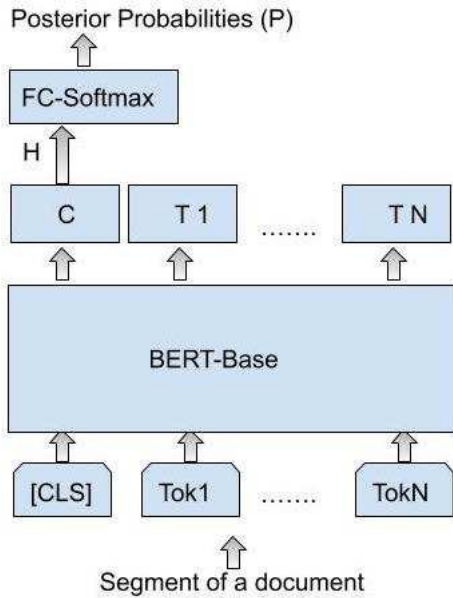 Posterior Probabilities (P)
FC-Softmax
H
C T 1 ....... T N
BERT-Base
[CLS] Tok1 ....... TokN
Segment of a document